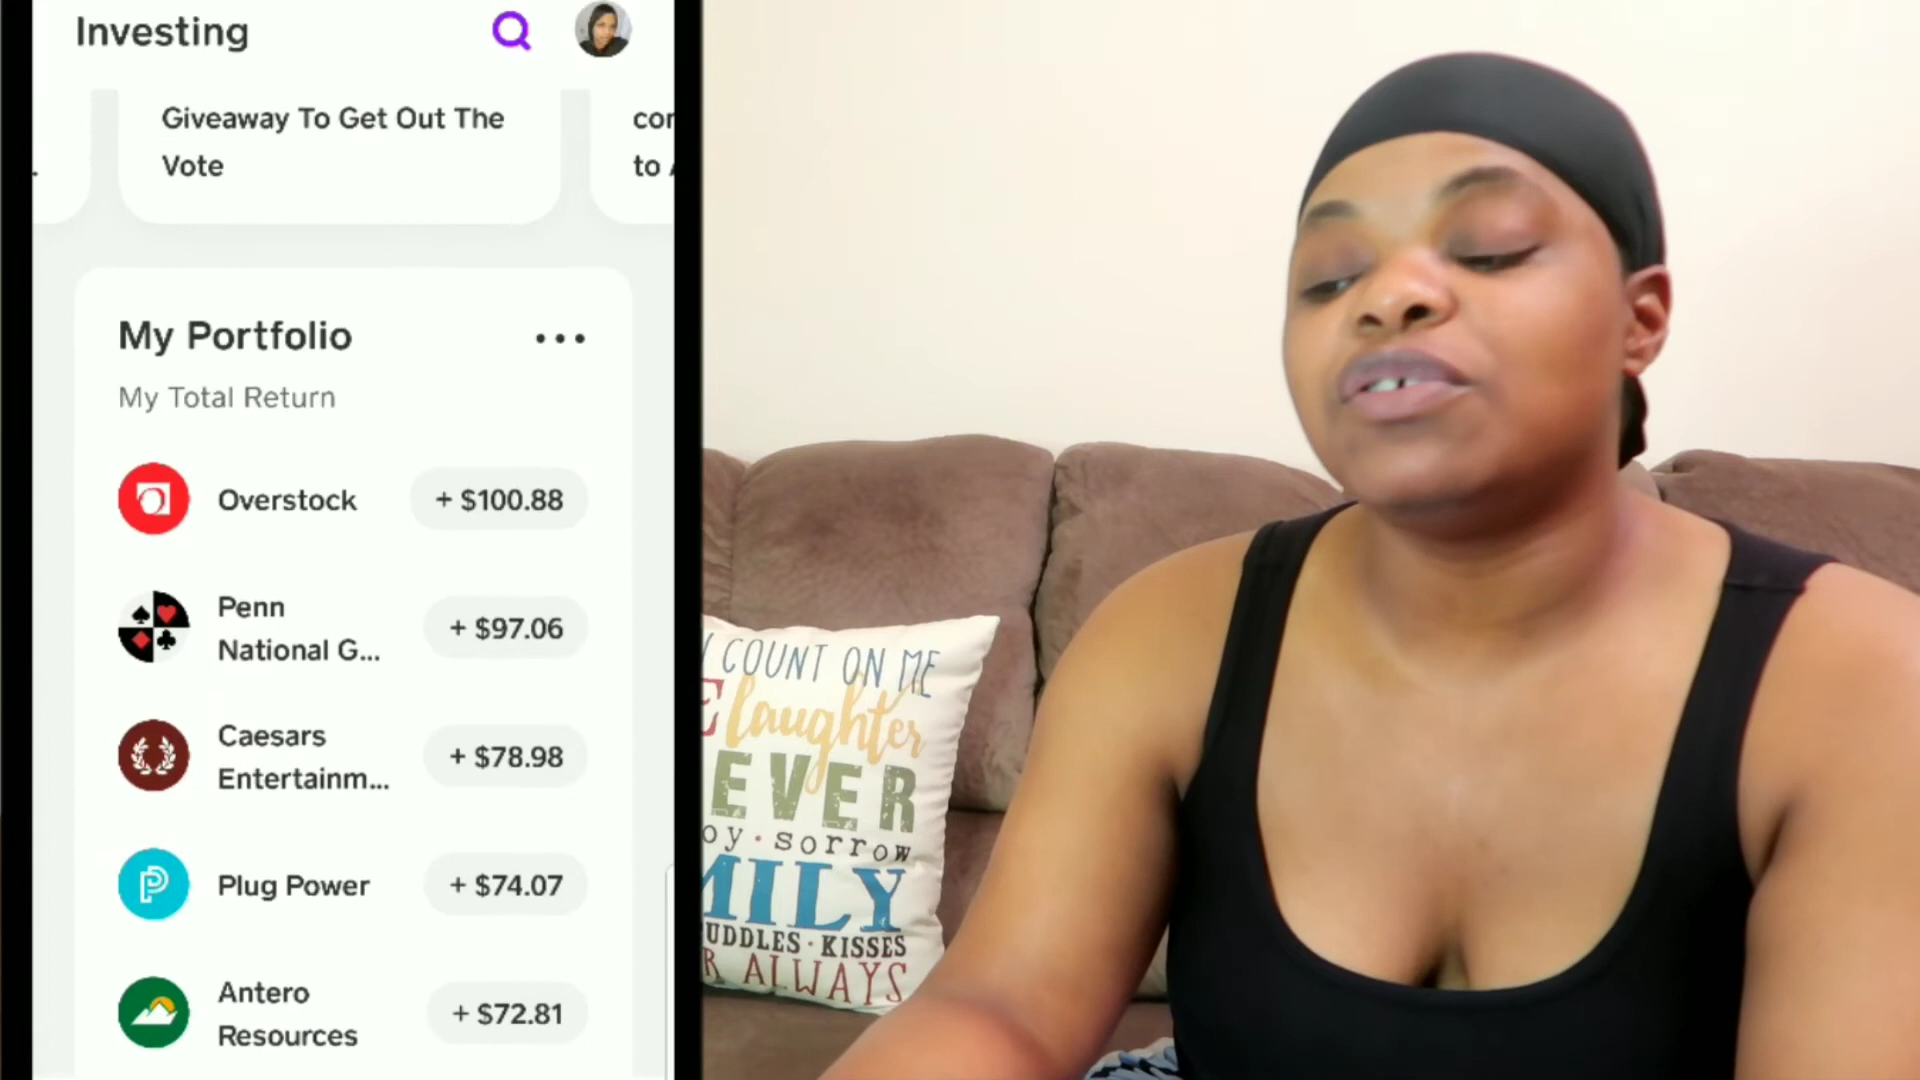 Investing
Giveaway To Get Out The
Vote
to
My Portfolio
My Total Return
Overstock
+ $100.88
Penn
National G...
+ $97.06
Caesars
Entertainm...
+ $78.98
Plug Power
+ $74.07
Antero
Resources
+ $72.81
COUNT ON ME
laughter
EVER
sorrow
KISSES
ALWAYS